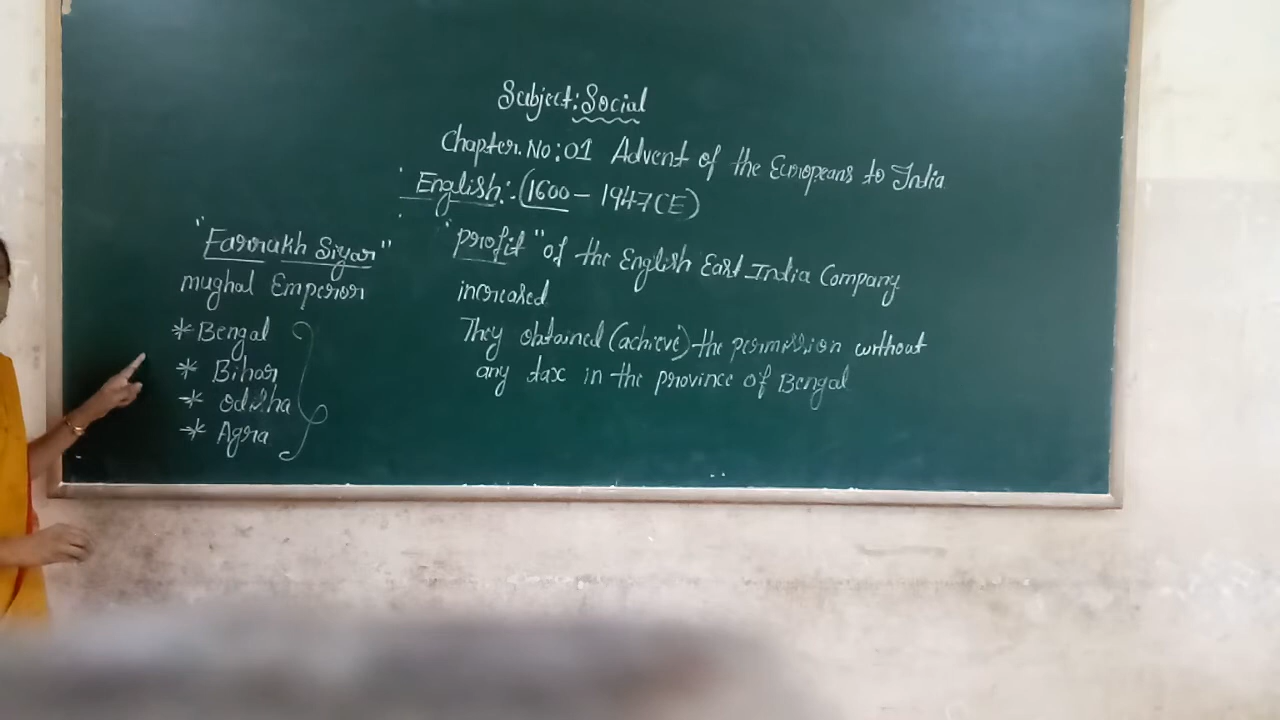 Subject: Social
Chapter. No: 01 Advent of the Europeans to India
English:- (1600 - 1947CE)
"Farrukh Siyar"
mughal Emperor
* Bengal
* Bihar
* odisha
* Agra
"profit" of the English East India Company
increased
They obtained (achieve) the permission without
any tax in the province of Bengal